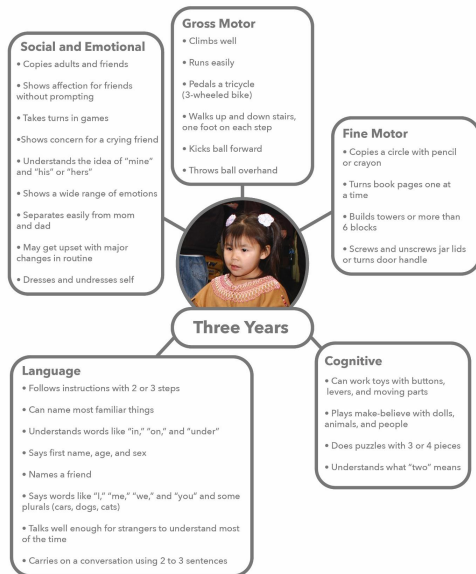 Social and Emotional
• Copies adults and friends
• Shows affection for friends
without prompting
• Takes turns in games
•Shows concern for a crying friend
• Understands the idea of "mine"
and "his" or "hers"
• Shows a wide range of emotions
• Separates easily from mom
and dad
• May get upset with major
changes in routine
• Dresses and undresses self
Gross Motor
• Climbs well
• Runs easily
• Pedals a tricycle
(3-wheeled bike)
• Walks up and down stairs,
one foot on each step
• Kicks ball forward
• Throws ball overhand
Fine Motor
• Copies a circle with pencil
or crayon
• Turns book pages one at
a time
• Builds towers or more than
6 blocks
• Screws and unscrews jar lids
or turns door handle
Three Years
Language
• Follows instructions with 2 or 3 steps
• Can name most familiar things
• Understands words like "in," "on," and "under"
• Says first name, age, and sex
• Names a friend
• Says words like "I," "me," "we," and "you" and some
plurals (cars, dogs, cats)
• Talks well enough for strangers to understand most
of the time
• Carries on a conversation using 2 to 3 sentences
Cognitive
• Can work toys with buttons,
levers, and moving parts
• Plays make-believe with dolls,
animals, and people
• Does puzzles with 3 or 4 pieces
• Understands what "two" means